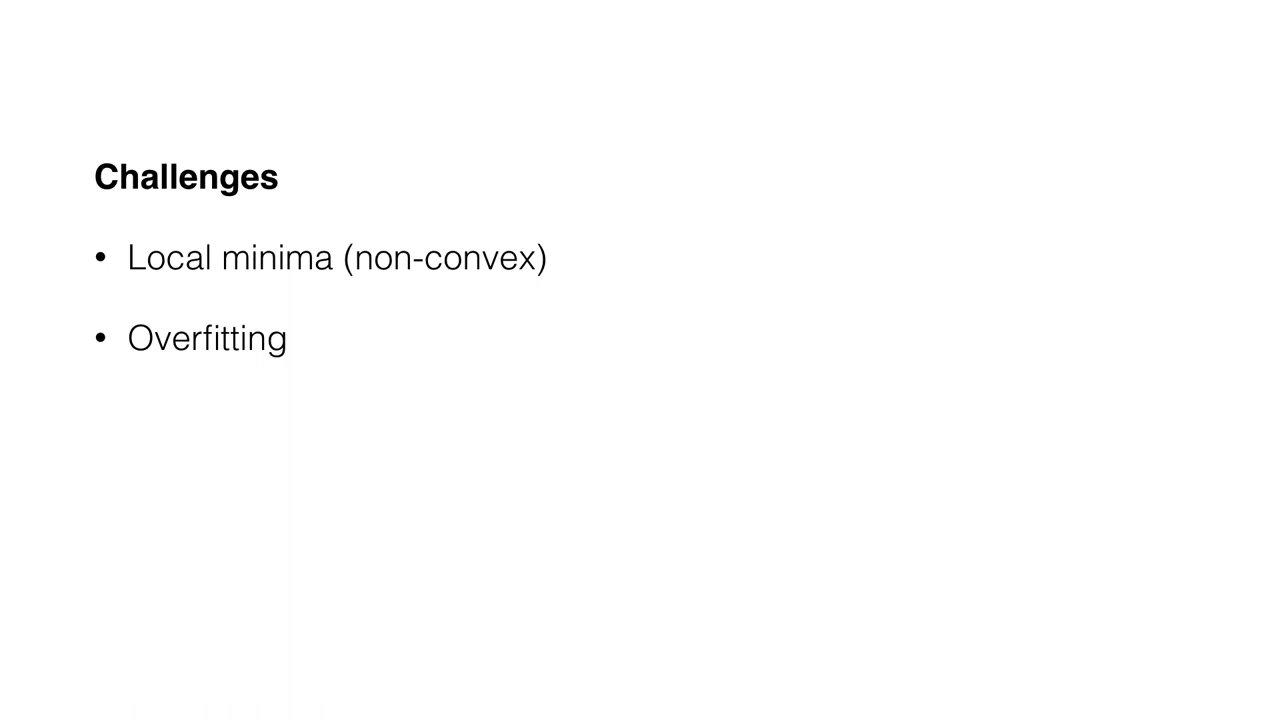 Challenges
• Local minima (non-convex)
• Overfitting